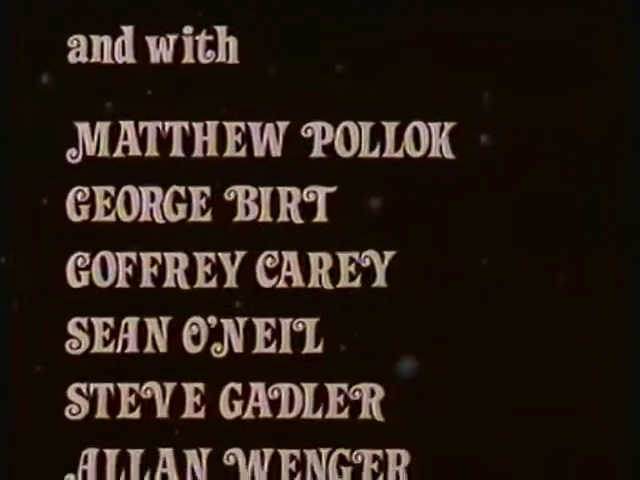 and with
MATTHEW POLLOK
GEORGE BIRT
GOFFREY CAREY
SEAN O'NEIL
STEVE GADLER
ALLAN WENGER